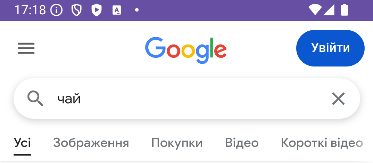 17:18
Google
Увійти
чай
Усі Зображення Покупки Відео Короткі відео